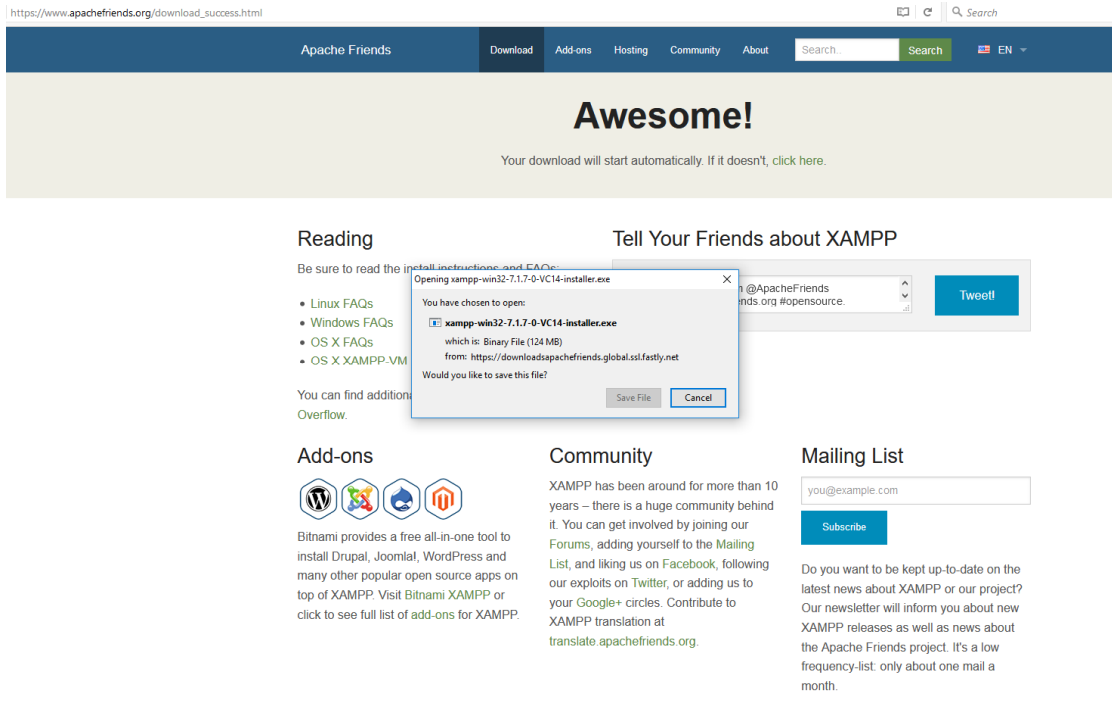 https://www.apachefriends.org/download_success.html
Search
Apache Friends
Download
Add-ons
Hosting
Community
About
Search..
Search
EN
Awesome!
Your download will start automatically. If it doesn't, click here.
Reading
Be sure to read the install instructions and FAQs:
• Linux FAQs
• Windows FAQs
• OS X FAQs
• OS X XAMPP-VM
You can find addition
Overflow.
Tell Your Friends about XAMPP
@ApacheFriends
ends.org #opensource.
Tweet!
Opening xampp-win32-7.1.7-0-VC14-installer.exe
You have chosen to open:
xampp-win32-7.1.7-0-VC14-installer.exe
which is: Binary File (124 MB)
from: https://downloadsapachefriends.global.ssl.fastly.net
Would you like to save this file?
Save File
Cancel
Add-ons
Bitnami provides a free all-in-one tool to
install Drupal, Joomla!, WordPress and
many other popular open source apps on
top of XAMPP. Visit Bitnami XAMPP or
click to see full list of add-ons for XAMPP.
Community
XAMPP has been around for more than 10
years – there is a huge community behind
it. You can get involved by joining our
Forums, adding yourself to the Mailing
List, and liking us on Facebook, following
our exploits on Twitter, or adding us to
your Google+ circles. Contribute to
XAMPP translation at
translate.apachefriends.org.
Mailing List
you@example.com
Subscribe
Do you want to be kept up-to-date on the
latest news about XAMPP or our project?
Our newsletter will inform you about new
XAMPP releases as well as news about
the Apache Friends project. It's a low
frequency-list: only about one mail a
month.